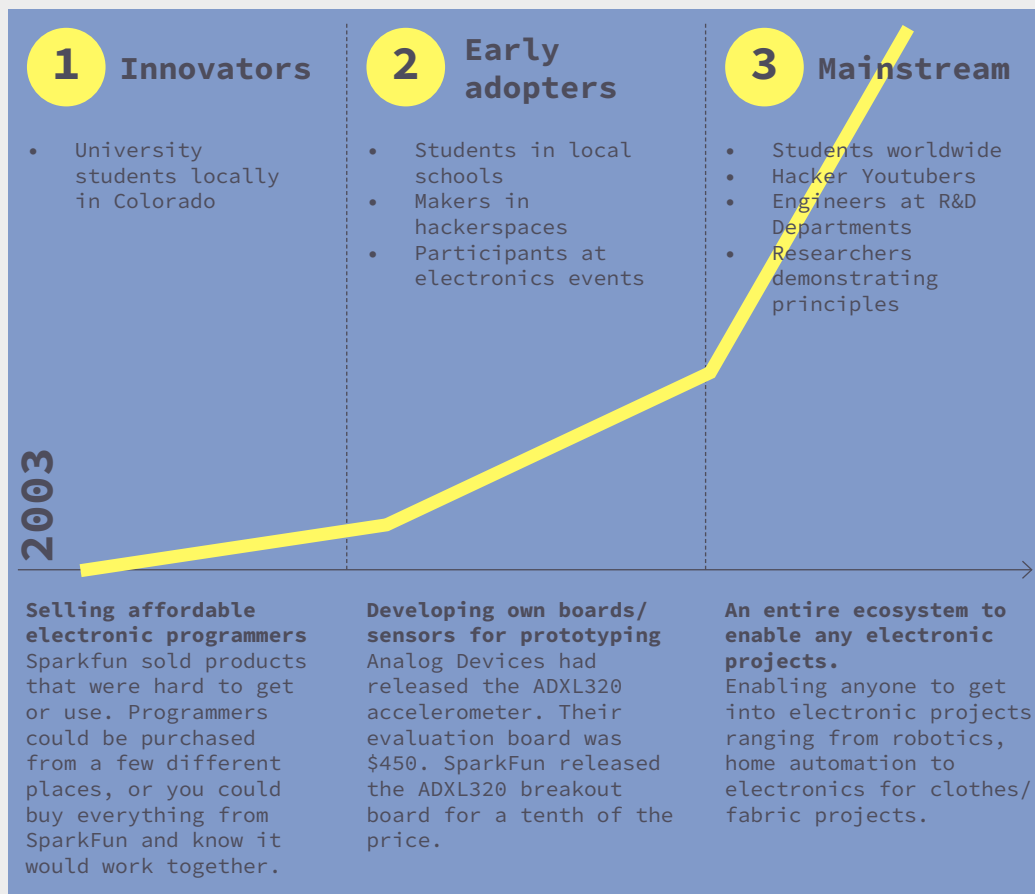 1 Innovators
• University
students locally
in Colorado
2 Early
adopters
• Students in local
schools
• Makers in
hackerspaces
• Participants at
electronics events
3 Mainstream
• Students worldwide
• Hacker Youtubers
• Engineers at R&D
Departments
• Researchers
demonstrating
principles
2003
Selling affordable
electronic programmers
Sparkfun sold products
that were hard to get
or use. Programmers
could be purchased
from a few different
places, or you could
buy everything from
SparkFun and know it
would work together.
Developing own boards/
sensors for prototyping
Analog Devices had
released the ADXL320
accelerometer. Their
evaluation board was
$450. SparkFun released
the ADXL320 breakout
board for a tenth of the
price.
An entire ecosystem to
enable any electronic
projects.
Enabling anyone to get
into electronic projects
ranging from robotics,
home automation to
electronics for clothes/
fabric projects.